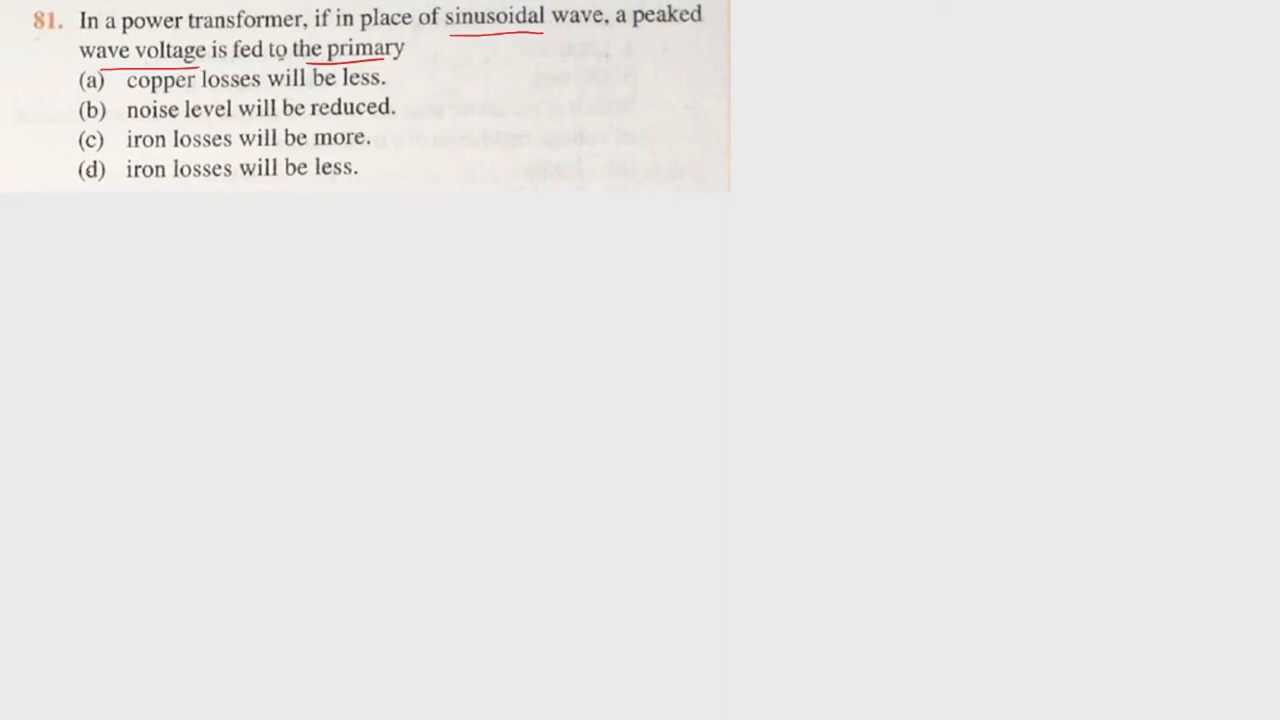 81. In a power transformer, if in place of sinusoidal wave, a peaked
wave voltage is fed to the primary
(a) copper losses will be less.
(b) noise level will be reduced.
(c) iron losses will be more.
(d) iron losses will be less.